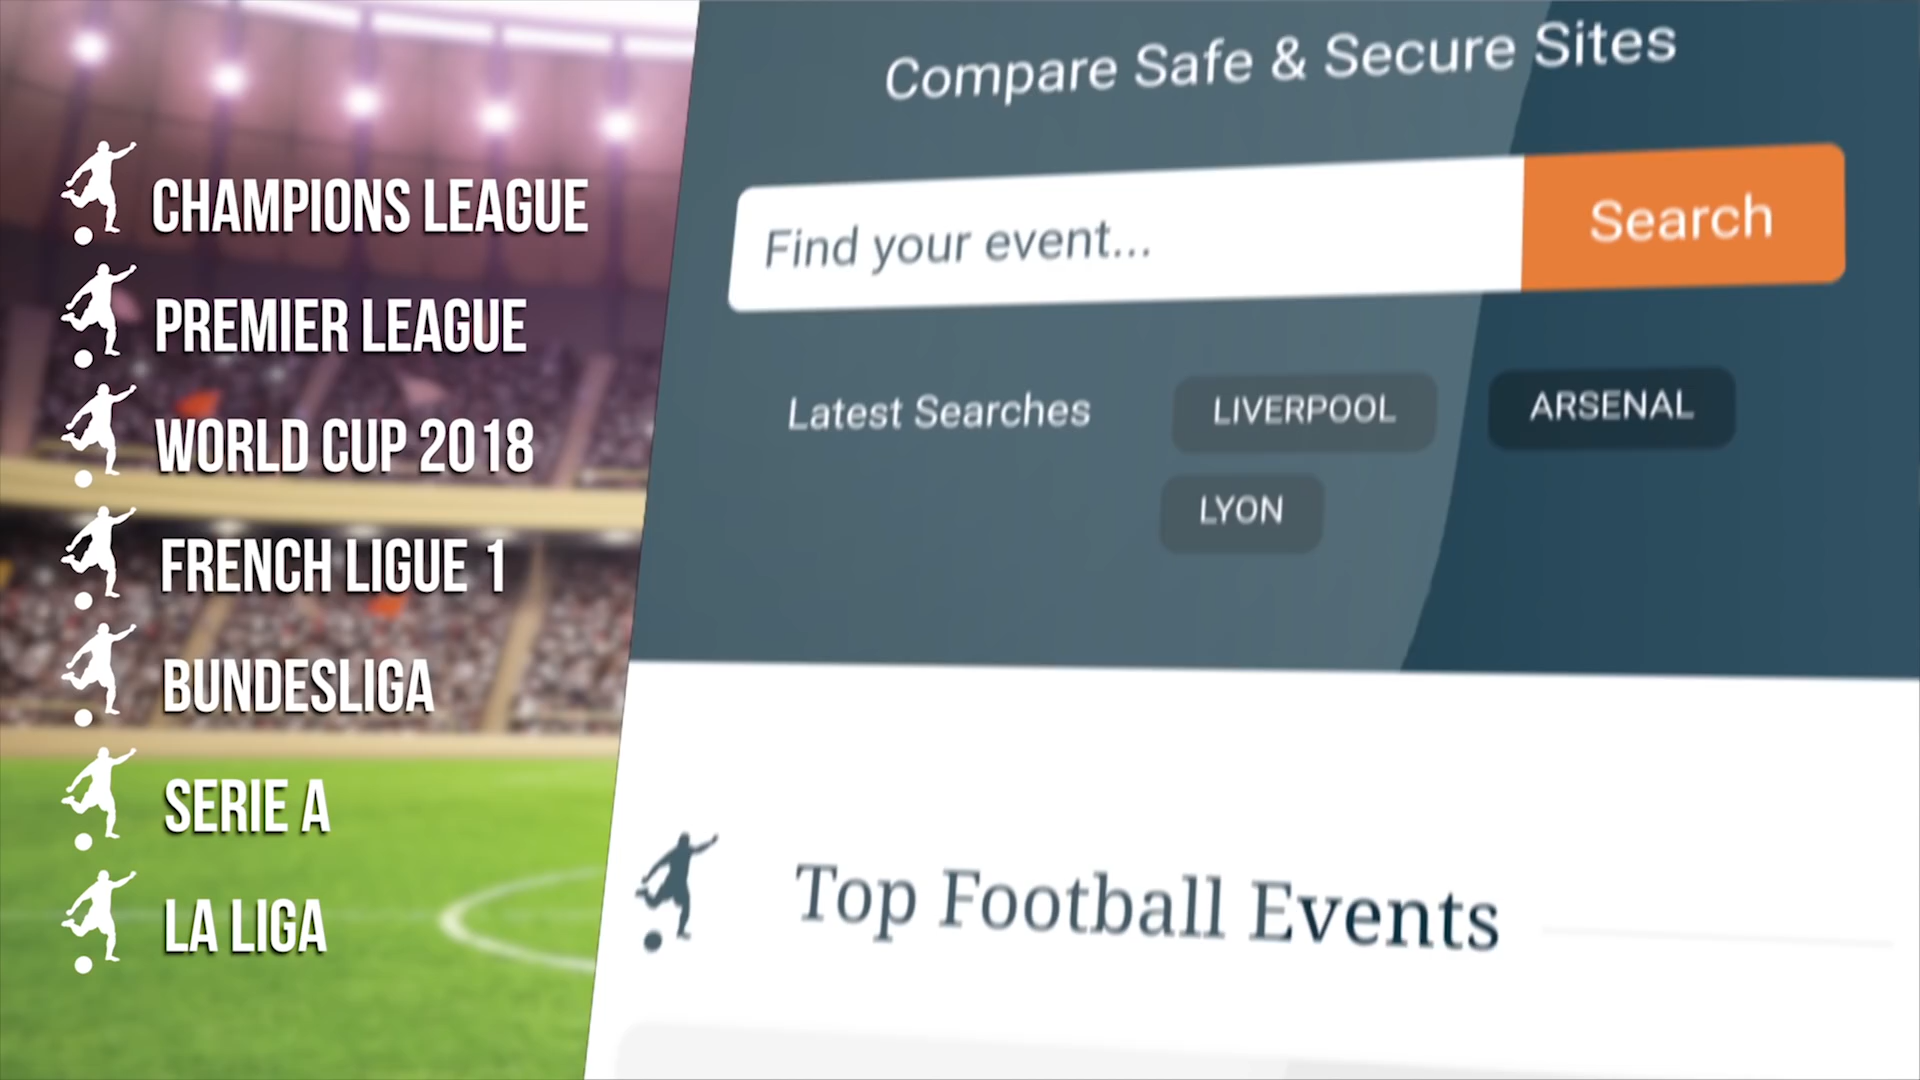 CHAMPIONS LEAGUE
PREMIER LEAGUE
WORLD CUP 2018
FRENCH LIGUE 1
BUNDESLIGA
SERIE A
LA LIGA
Compare Safe & Secure Sites
Find your event...
Search
Latest Searches
LIVERPOOL
ARSENAL
LYON
Top Football Events